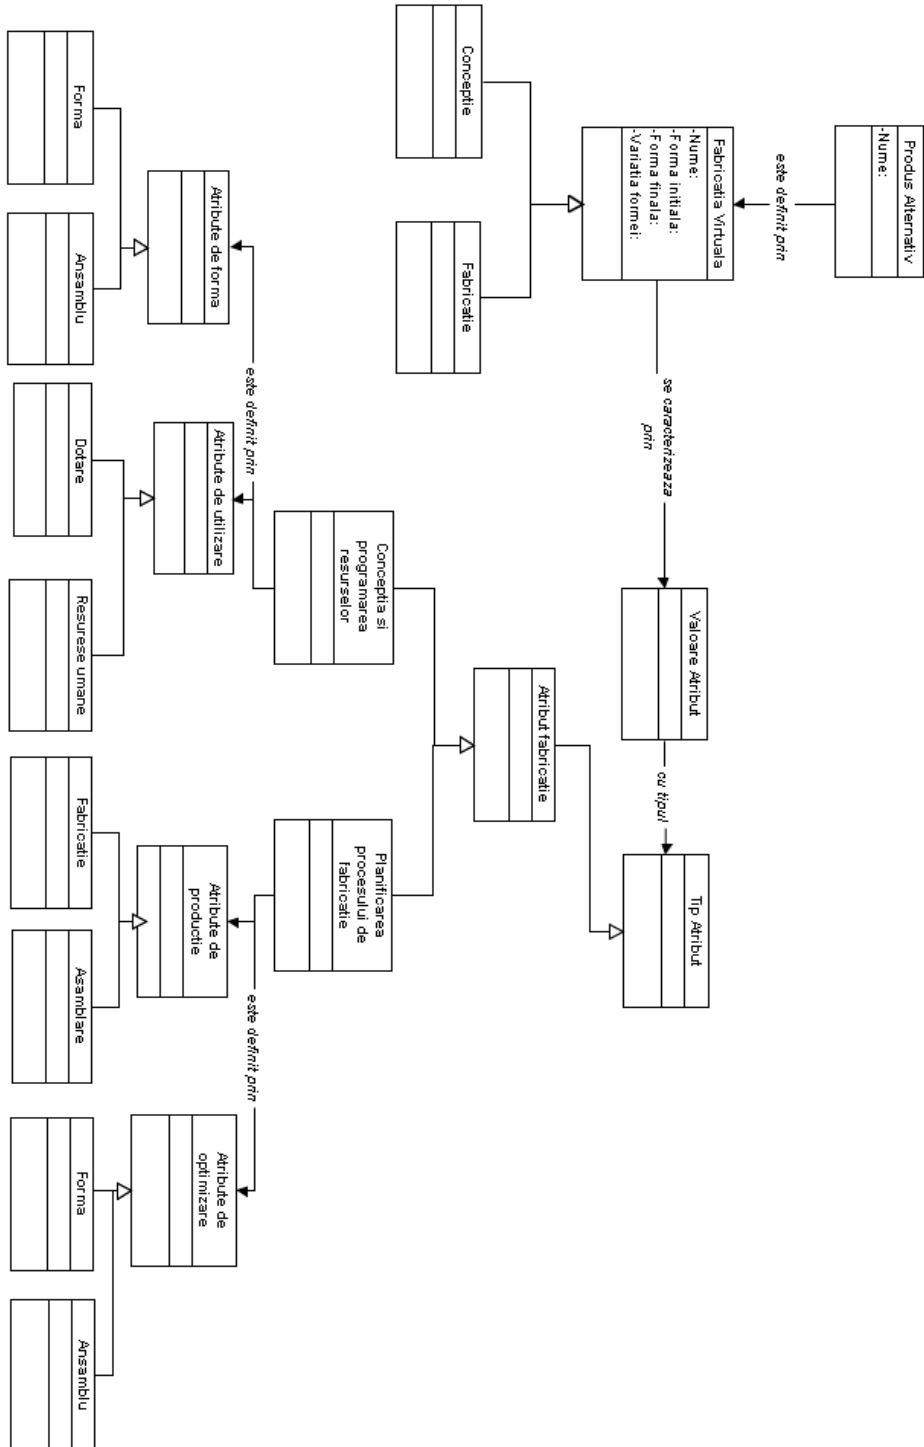 Produs Alternativ
-Nume:
este definit prin
Fabricatia Virtuala
-Nume:
-Forma initiala:
-Forma finala:
-Variatia formei:
se caracterizeaza
prin
Valoare Atribut
cu tipul
Tip Atribut
Conceptie
Fabricatie
Atribut fabricatie
Conceptia si
programarea
resurselor
Planificarea
procesului de
fabricatie
este definit prin
este definit prin
Atribute de forma
Atribute de utilizare
Atribute de
productie
Atribute de
optimizare
Forma
Ansamblu
Dotare
Resurese umane
Fabricatie
Asamblare
Forma
Ansamblu